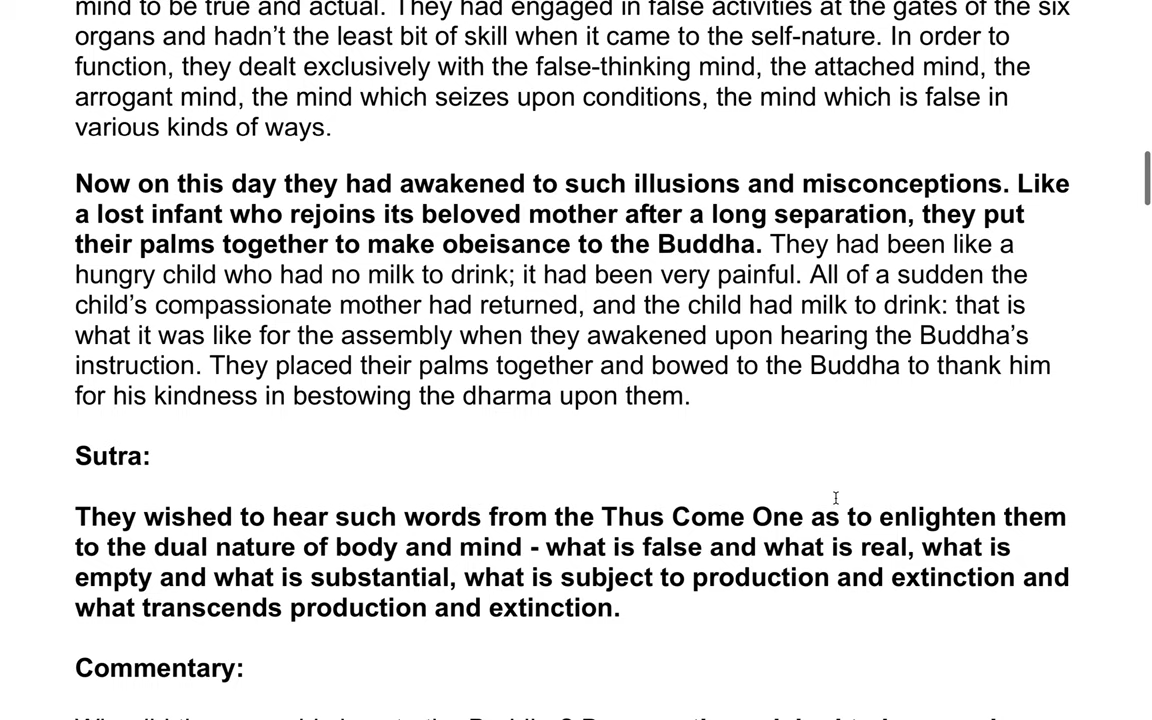 mind to be true and actual. They had engaged in false activities at the gates of the six
organs and hadn’t the least bit of skill when it came to the self-nature. In order to
function, they dealt exclusively with the false-thinking mind, the attached mind, the
arrogant mind, the mind which seizes upon conditions, the mind which is false in
various kinds of ways.
Now on this day they had awakened to such illusions and misconceptions. Like
a lost infant who rejoins its beloved mother after a long separation, they put
their palms together to make obeisance to the Buddha. They had been like a
hungry child who had no milk to drink; it had been very painful. All of a sudden the
child’s compassionate mother had returned, and the child had milk to drink: that is
what it was like for the assembly when they awakened upon hearing the Buddha’s
instruction. They placed their palms together and bowed to the Buddha to thank him
for his kindness in bestowing the dharma upon them.
Sutra:
They wished to hear such words from the Thus Come One as to enlighten them
to the dual nature of body and mind - what is false and what is real, what is
empty and what is substantial, what is subject to production and extinction and
what transcends production and extinction.
Commentary: